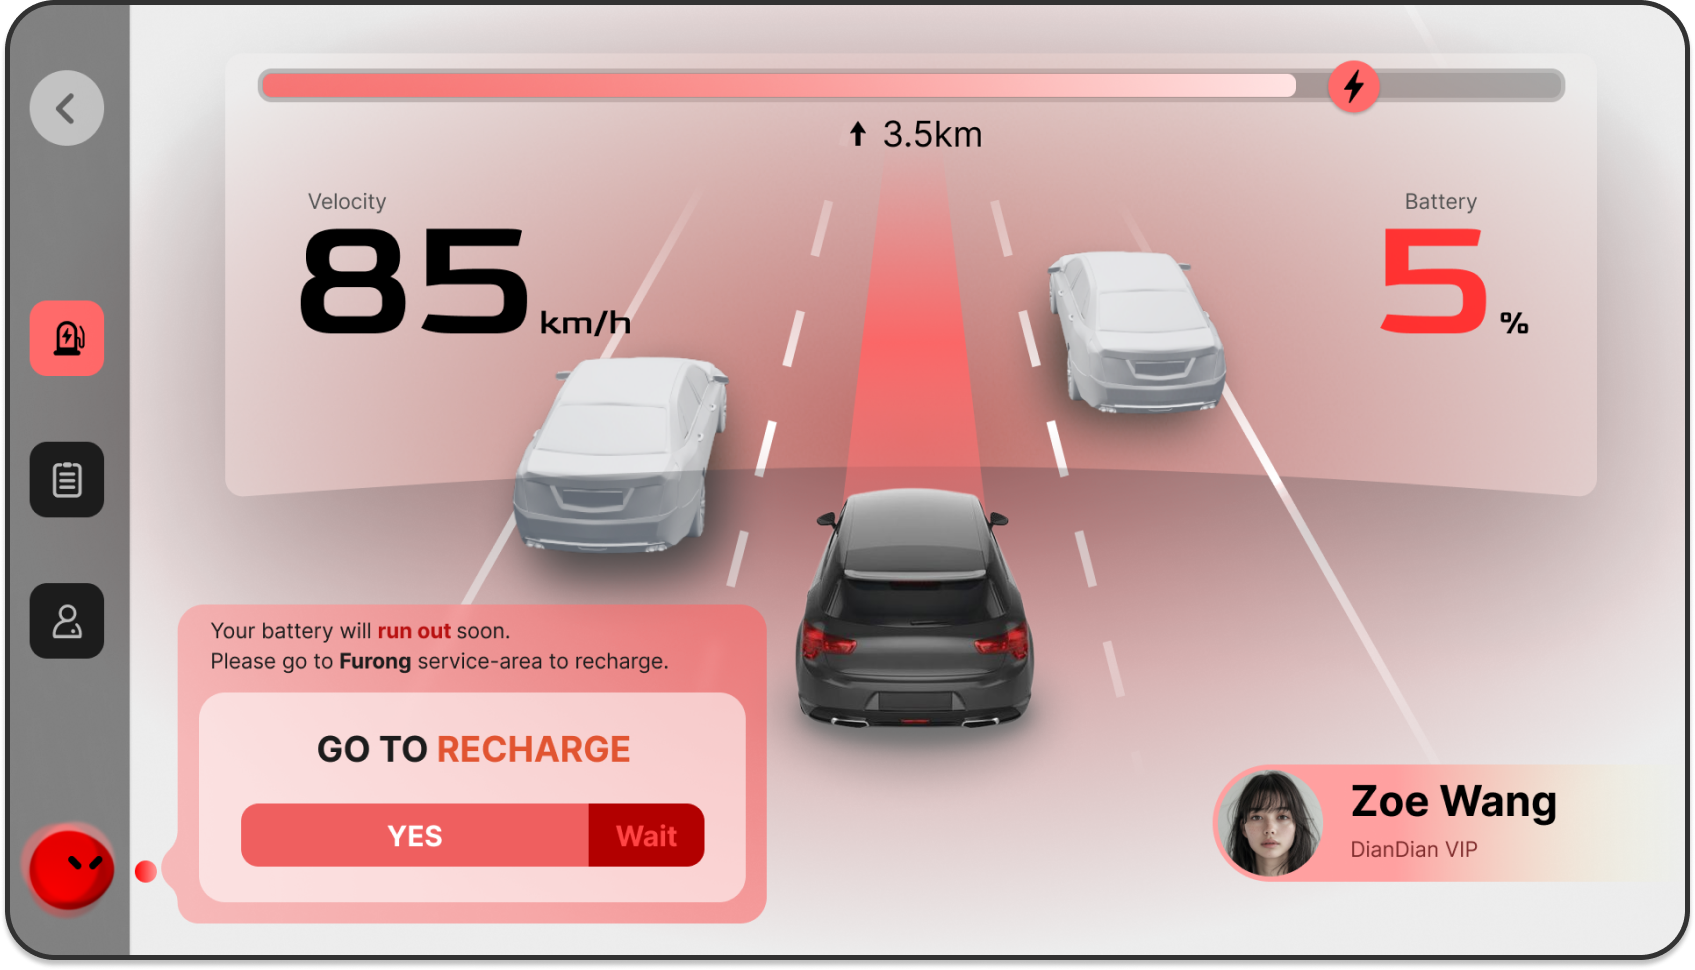 3.5km
Velocity
85 km/h
Battery
5 %
Your battery will run out soon.
Please go to Furong service-area to recharge.
GO TO RECHARGE
YES
Wait
Zoe Wang
DianDian VIP